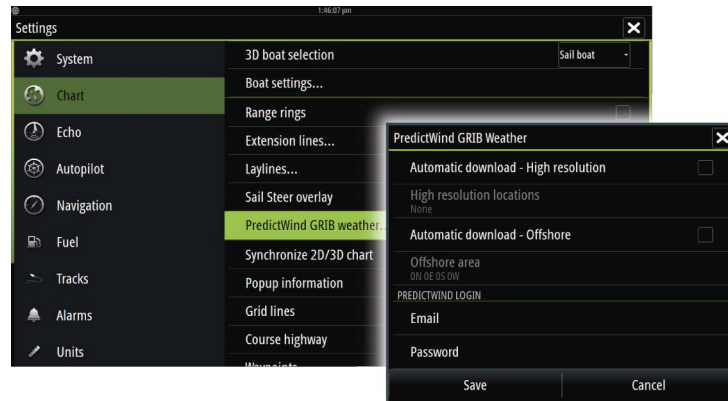 1:46:07 pm
Settings
System
Chart
Echo
Autopilot
Navigation
Fuel
Tracks
Alarms
Units
3D boat selection
Sail boat
Boat settings...
Range rings
Extension lines...
Laylines...
Sail Steer overlay
PredictWind GRIB weather...
Synchronize 2D/3D chart
Popup information
Grid lines
Course highway
Waypoints
PredictWind GRIB Weather
Automatic download - High resolution
High resolution locations
None
Automatic download - Offshore
Offshore area
0N 0E 0S 0W
PREDICTWIND LOGIN
Email
Password
Save
Cancel